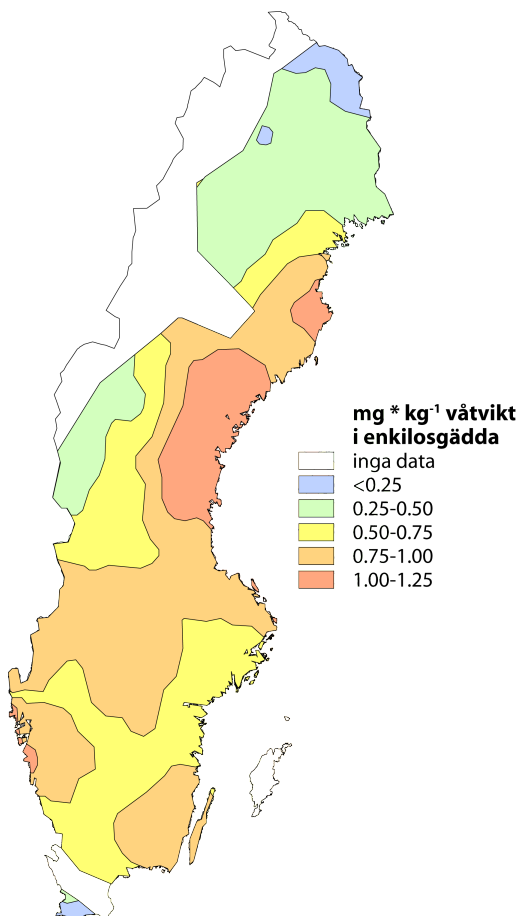 mg * kg⁻¹ våtvikt
i enkilosgädda
inga data
<0.25
0.25-0.50
0.50-0.75
0.75-1.00
1.00-1.25